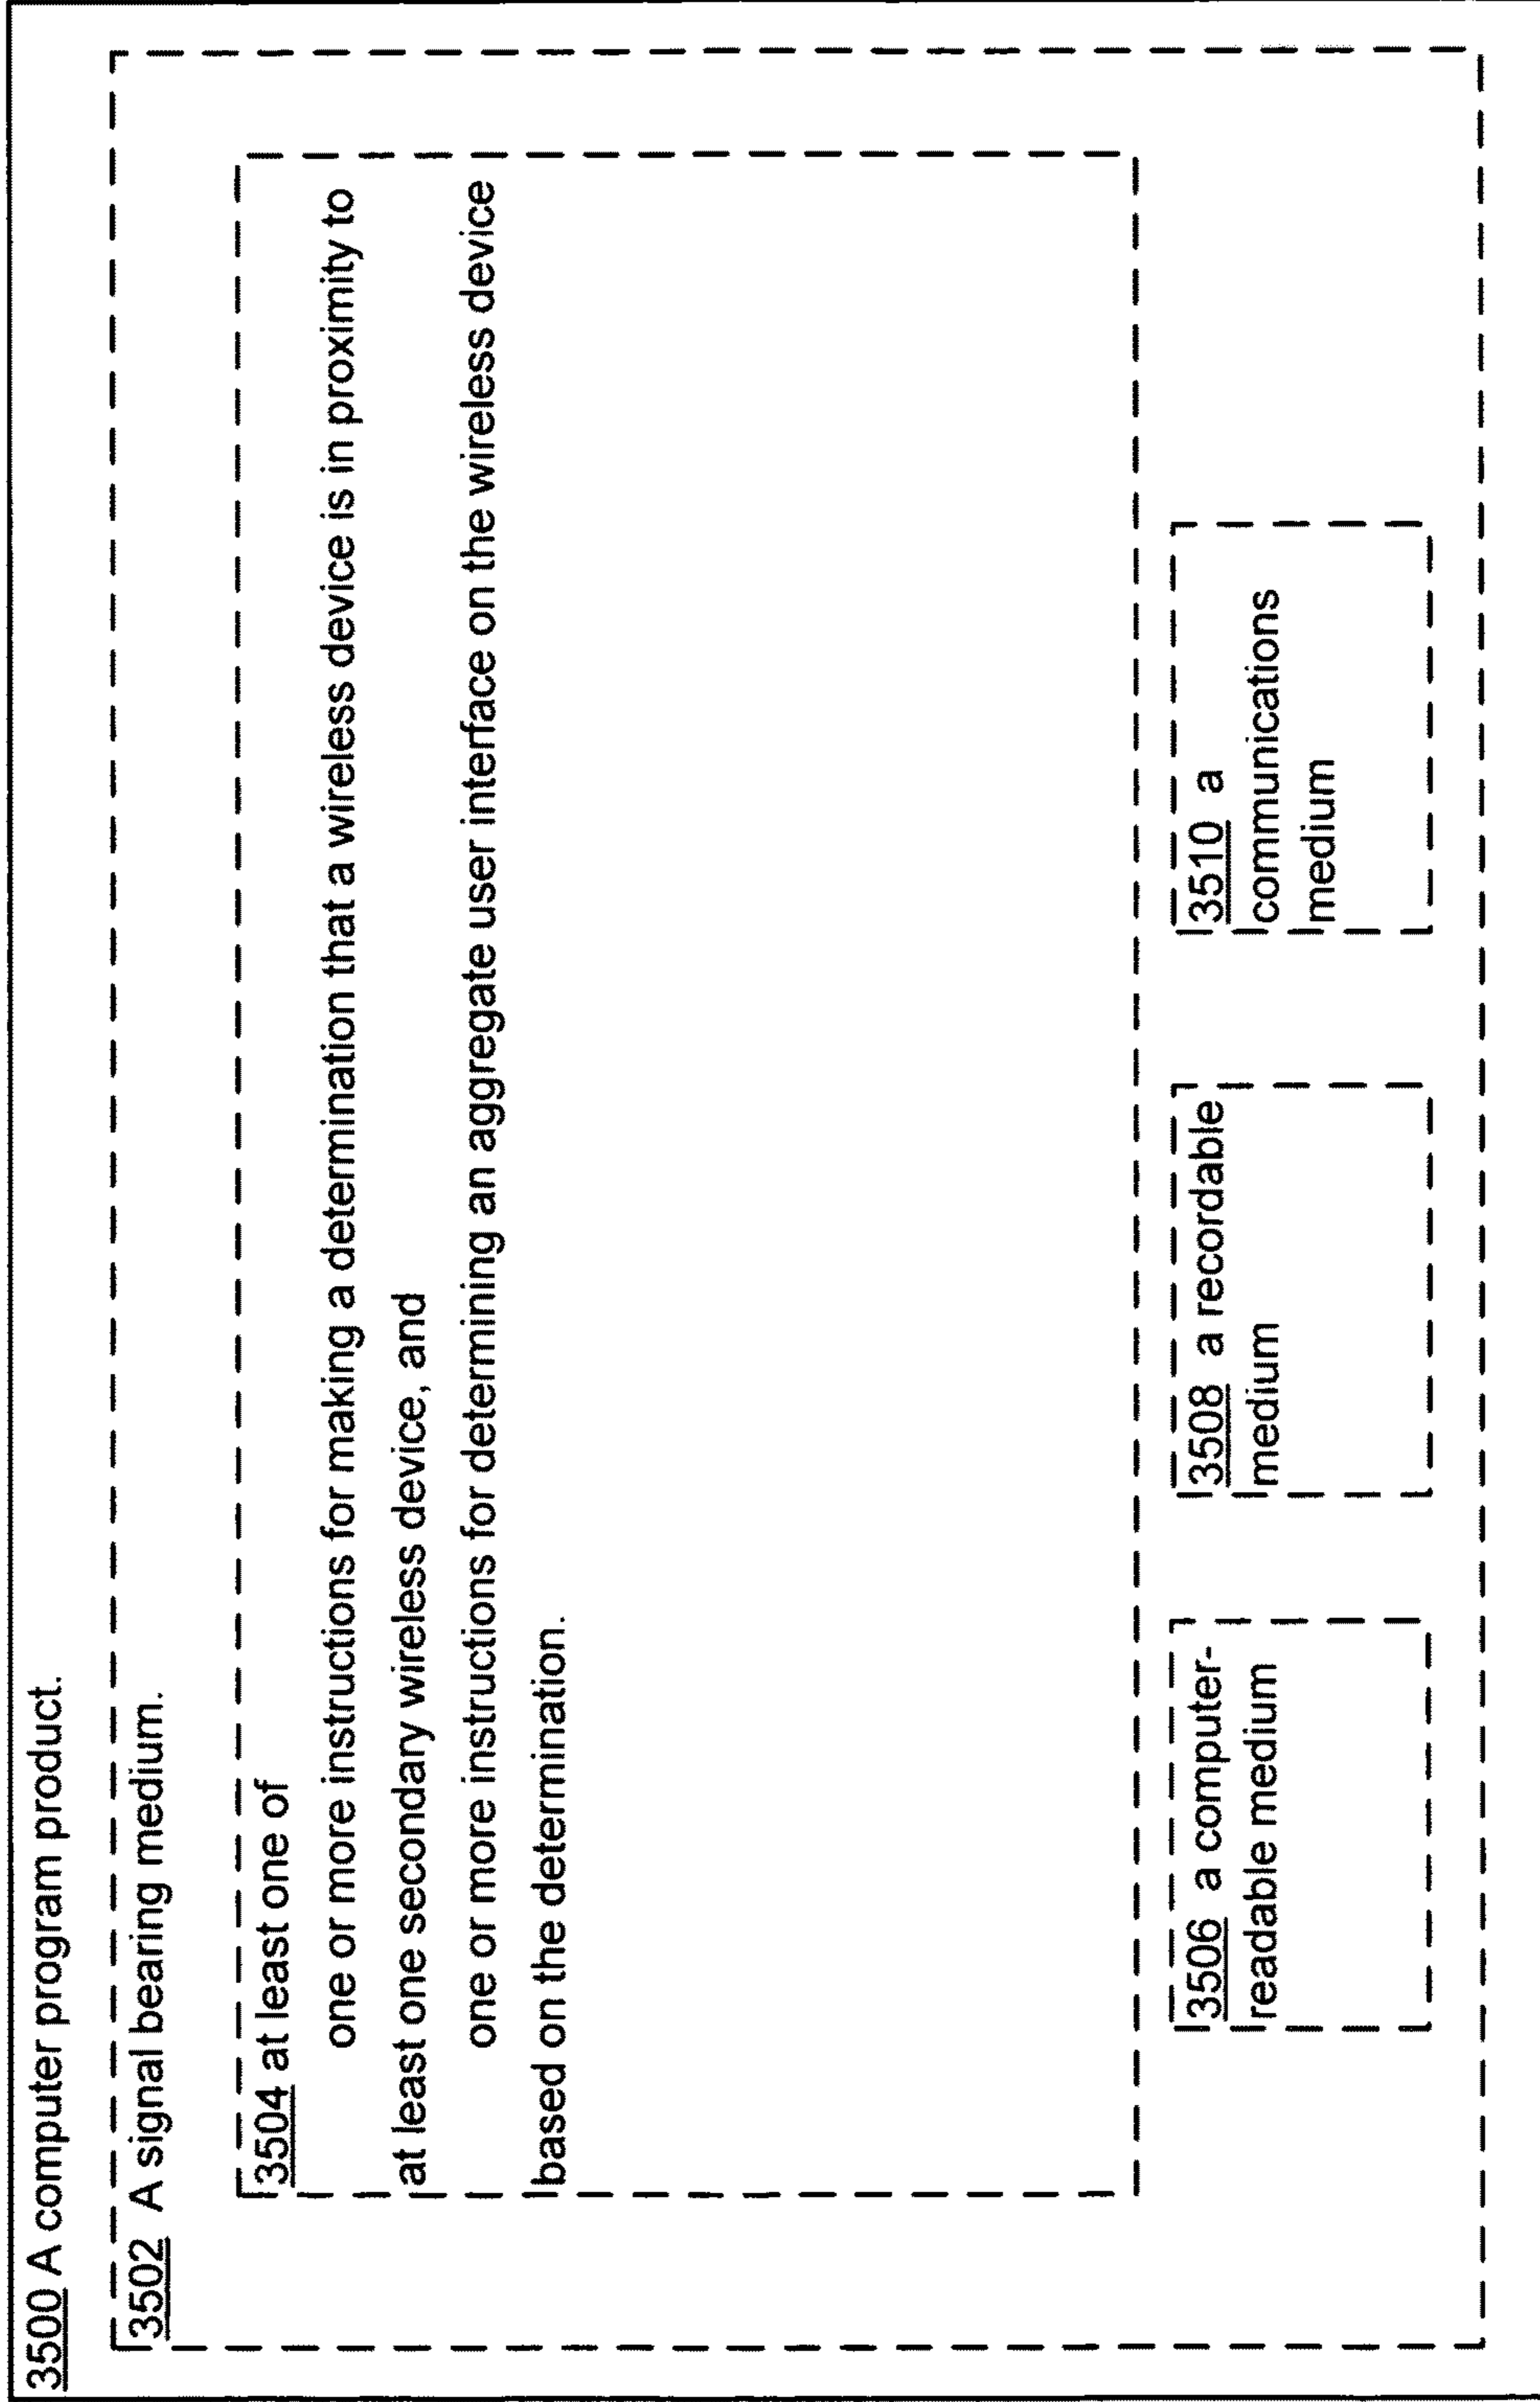 3500 A computer program product.
3502 A signal bearing medium.
3504 at least one of
one or more instructions for making a determination that a wireless device is in proximity to
at least one secondary wireless device, and
one or more instructions for determining an aggregate user interface on the wireless device
based on the determination.
3506 a computer-
readable medium
3508 a recordable
medium
3510 a
communications
medium